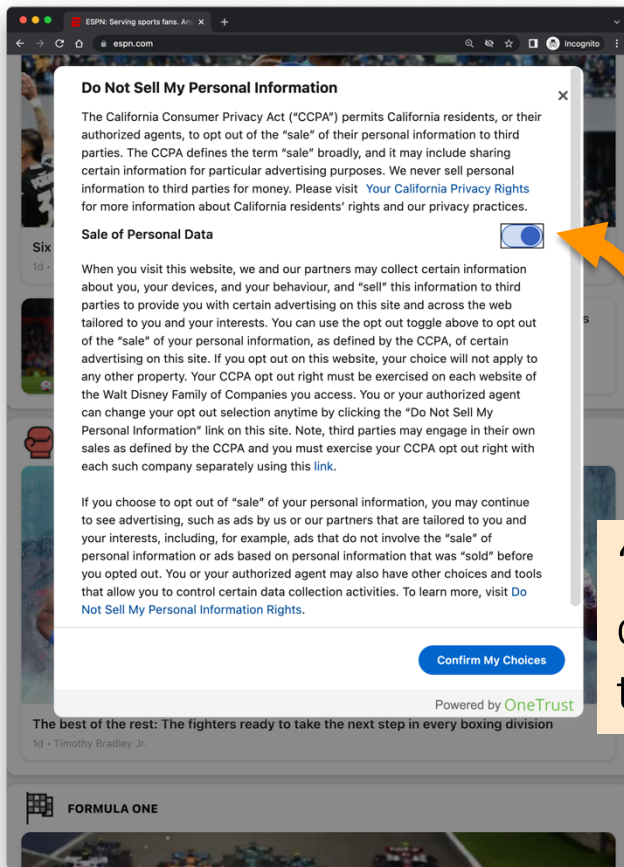 ESPN: Serving sports fans. Any
espn.com
Incognito
Do Not Sell My Personal Information
The California Consumer Privacy Act (“CCPA”) permits California residents, or their
authorized agents, to opt out of the “sale” of their personal information to third
parties. The CCPA defines the term “sale” broadly, and it may include sharing
certain information for particular advertising purposes. We never sell personal
information to third parties for money. Please visit Your California Privacy Rights
for more information about California residents’ rights and our privacy practices.
Sale of Personal Data
Six
1d •
When you visit this website, we and our partners may collect certain information
about you, your devices, and your behaviour, and “sell” this information to third
parties to provide you with certain advertising on this site and across the web
tailored to you and your interests. You can use the opt out toggle above to opt out
of the “sale” of your personal information, as defined by the CCPA, of certain
advertising on this site. If you opt out on this website, your choice will not apply to
any other property. Your CCPA opt out right must be exercised on each website of
the Walt Disney Family of Companies you access. You or your authorized agent
can change your opt out selection anytime by clicking the “Do Not Sell My
Personal Information” link on this site. Note, third parties may engage in their own
sales as defined by the CCPA and you must exercise your CCPA opt out right with
each such company separately using this link.
If you choose to opt out of “sale” of your personal information, you may continue
to see advertising, such as ads by us or our partners that are tailored to you and
your interests, including, for example, ads that do not involve the “sale” of
personal information or ads based on personal information that was “sold” before
you opted out. You or your authorized agent may also have other choices and tools
that allow you to control certain data collection activities. To learn more, visit Do
Not Sell My Personal Information Rights.
Confirm My Choices
Powered by OneTrust
The best of the rest: The fighters ready to take the next step in every boxing division
1d • Timothy Bradley Jr.
FORMULA ONE